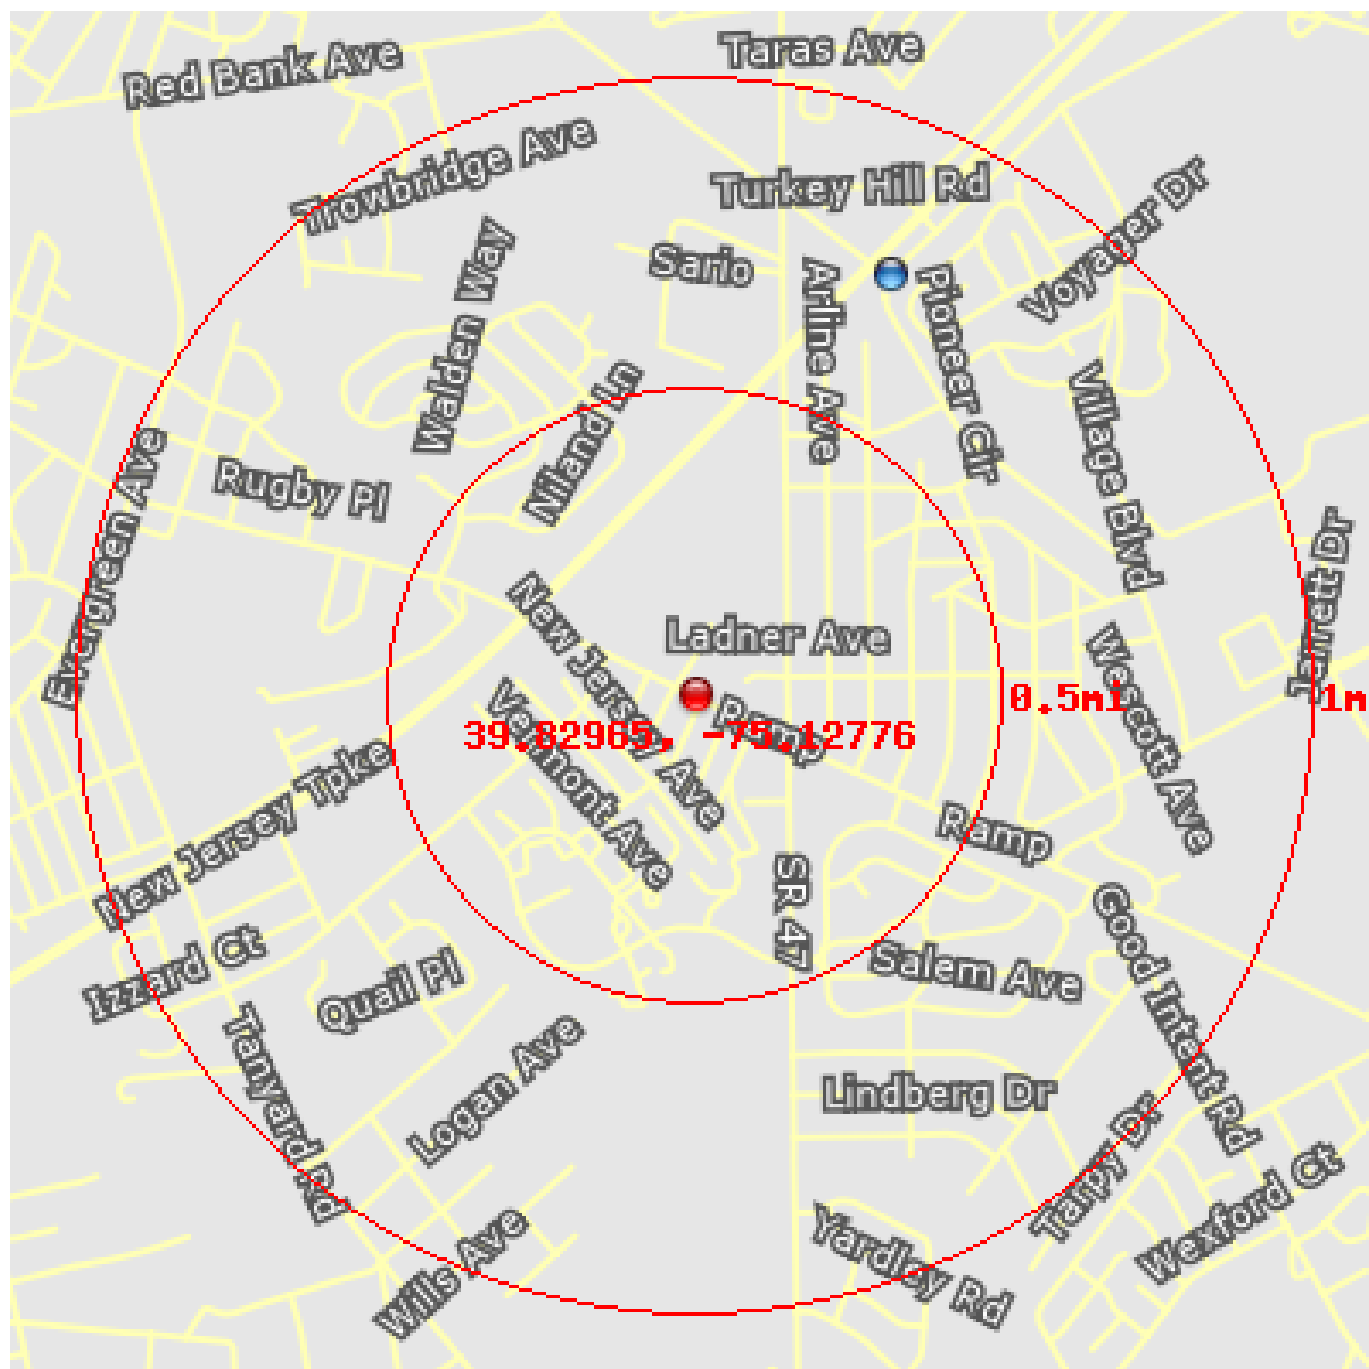 Taras Ave
Red Bank Ave
Trowbridge Ave
Turkey Hill Rd
Voyager Dr
Sario
Walden Way
Arline Ave
Pioneer Cir
Niland Ln
Village Blvd
Evergreen Ave
Rugby Pl
Isnrett Dr
New Jersey Ave
Ladner Ave
Ramp
0.5mi
1m
39.82965, -75.12776
Vermont Ave
Wescott Ave
New Jersey Tpke
Ramp
SR 47
Good Intent Rd
Izzard Ct
Quail Pl
Salem Ave
Tanyard Rd
Logan Ave
Lindberg Dr
Wexford Ct
Yardley Rd
Wills Ave